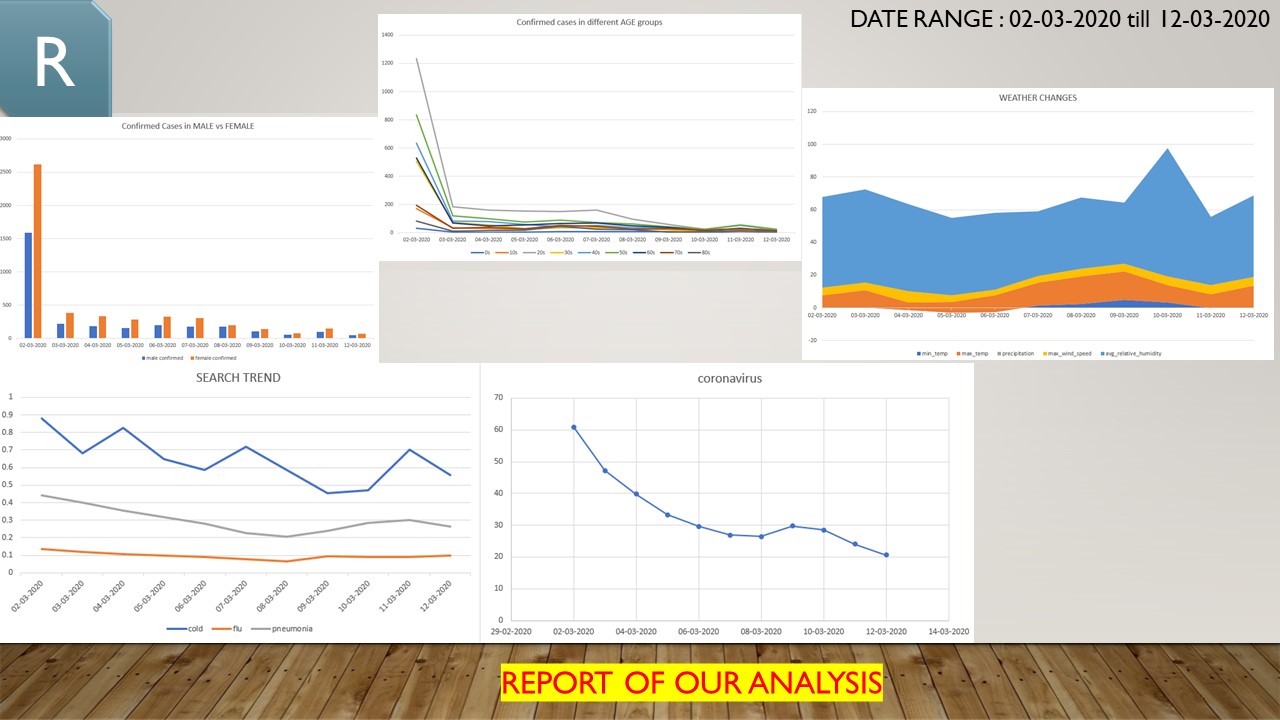 R
DATE RANGE : 02-03-2020 till 12-03-2020
Confirmed cases in different AGE groups
1400
1200
1000
800
600
400
200
0
02-03-2020 03-03-2020 04-03-2020 05-03-2020 06-03-2020 07-03-2020 08-03-2020 09-03-2020 10-03-2020 11-03-2020 12-03-2020
0s 10s 20s 30s 40s 50s 60s 70s 80s
WEATHER CHANGES
120
100
80
60
40
20
0
02-03-2020 03-03-2020 04-03-2020 05-03-2020 06-03-2020 07-03-2020 08-03-2020 09-03-2020 10-03-2020 11-03-2020 12-03-2020
-20
min_temp max_temp precipitation max_wind_speed avg_relative_humidity
Confirmed Cases in MALE vs FEMALE
3000
2500
2000
1500
1000
500
0
02-03-2020 03-03-2020 04-03-2020 05-03-2020 06-03-2020 07-03-2020 08-03-2020 09-03-2020 10-03-2020 11-03-2020 12-03-2020
male confirmed female confirmed
SEARCH TREND
1
0.9
0.8
0.7
0.6
0.5
0.4
0.3
0.2
0.1
0
02-03-2020 03-03-2020 04-03-2020 05-03-2020 06-03-2020 07-03-2020 08-03-2020 09-03-2020 10-03-2020 11-03-2020 12-03-2020
cold flu pneumonia
coronavirus
70
60
50
40
30
20
10
0
29-02-2020 02-03-2020 04-03-2020 06-03-2020 08-03-2020 10-03-2020 12-03-2020 14-03-2020
REPORT OF OUR ANALYSIS